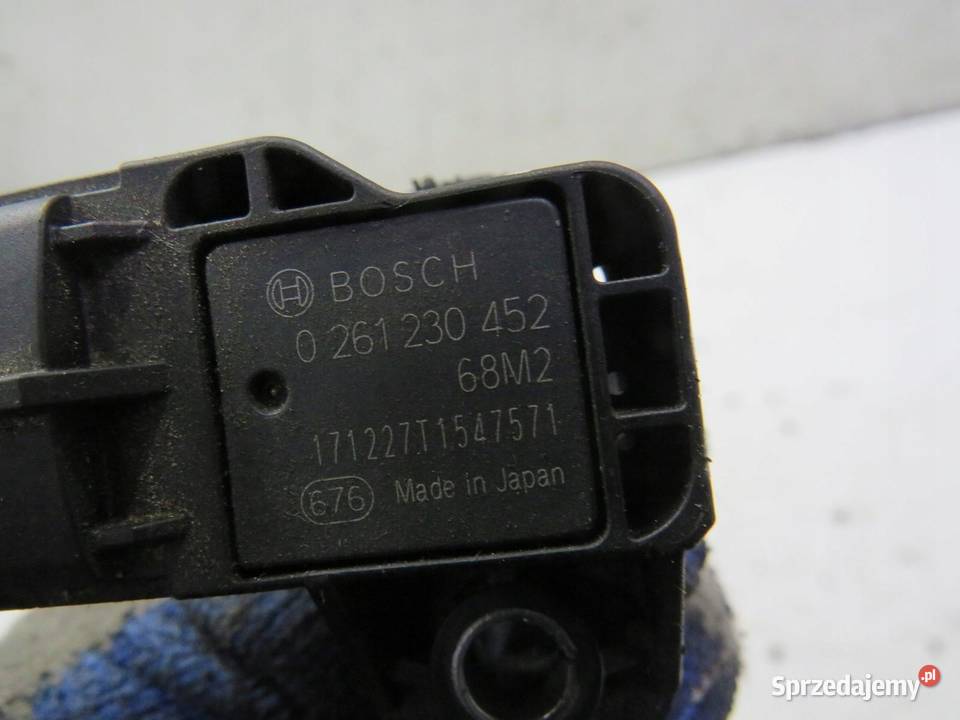 BOSCH
0 261 230 452
68M2
171227T1547571
676 Made in Japan
Sprzedajemy.pl